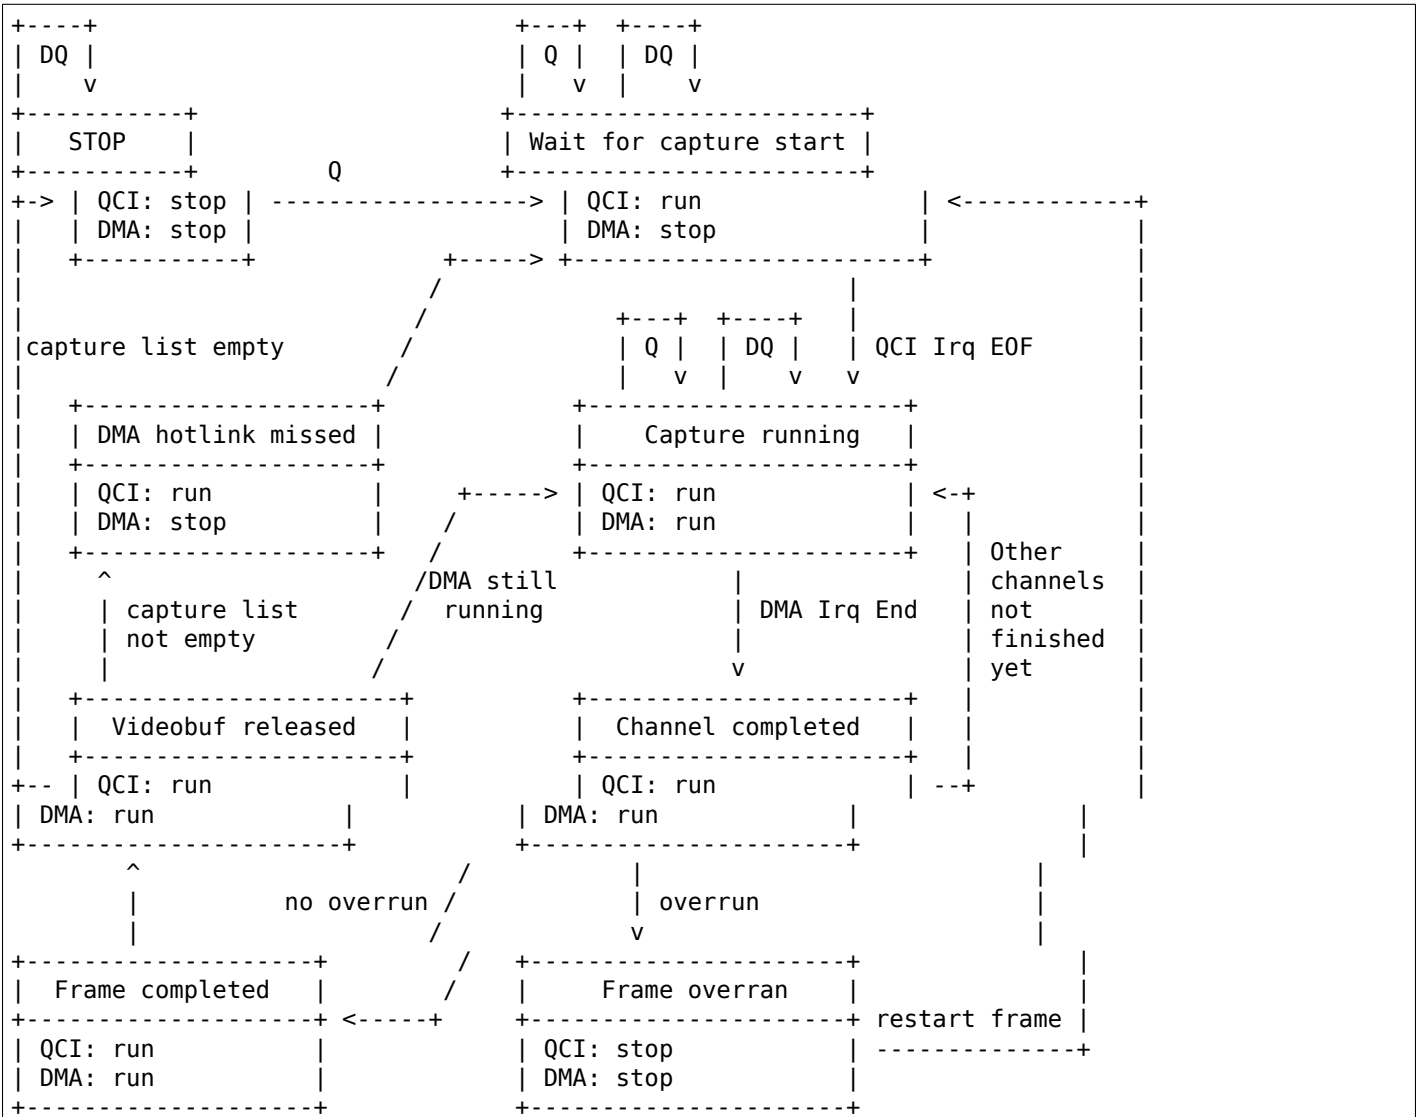 +----+                             +---+  +----+
| DQ |                             | Q |  | DQ |
|    v                             |   v  |    v
+-----------+                     +------------------------+
|   STOP    |                     | Wait for capture start |
+-----------+         Q           +------------------------+
+-> | QCI: stop | ------------------> | QCI: run               | <------------+
|   | DMA: stop |                     | DMA: stop              |              |
|   +-----------+             +-----> +------------------------+              |
|                            /                            |                   |
|                           /             +---+  +----+   |                   |
|capture list empty        /              | Q |  | DQ |   | QCI Irq EOF       |
|                         /               |   v  |    v   v                   |
|   +--------------------+             +----------------------+               |
|   | DMA hotlink missed |             |    Capture running   |               |
|   +--------------------+             +----------------------+               |
|   | QCI: run           |     +-----> | QCI: run             | <-+           |
|   | DMA: stop          |    /        | DMA: run             |   |           |
|   +--------------------+   /         +----------------------+   | Other     |
|     ^                     /DMA still            |               | channels  |
|     | capture list       /  running             | DMA Irq End   | not       |
|     | not empty         /                       |               | finished  |
|     |                  /                        v               | yet       |
|   +----------------------+           +----------------------+   |           |
|   |  Videobuf released   |           |  Channel completed   |   |           |
|   +----------------------+           +----------------------+   |           |
+-- | QCI: run             |           | QCI: run             | --+           |
| DMA: run             |           | DMA: run             |               |
+----------------------+           +----------------------+               |
        ^                      /           |                           |
        |          no overrun /            | overrun                   |
        |                    /             v                           |
+--------------------+         /   +----------------------+               |
|  Frame completed   |        /    |     Frame overran    |               |
+--------------------+ <-----+     +----------------------+ restart frame |
| QCI: run           |             | QCI: stop            | --------------+
| DMA: run           |             | DMA: stop            |
+--------------------+             +----------------------+